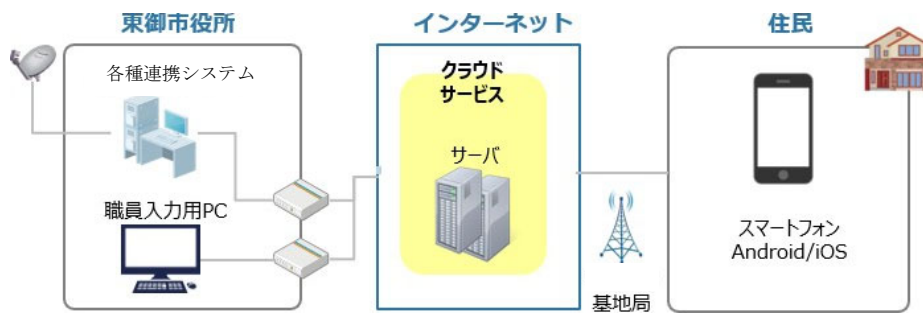 東御市役所
インターネット
住民
各種連携システム
クラウド
サービス
サーバ
職員入力用PC
スマートフォン
Android/iOS
基地局